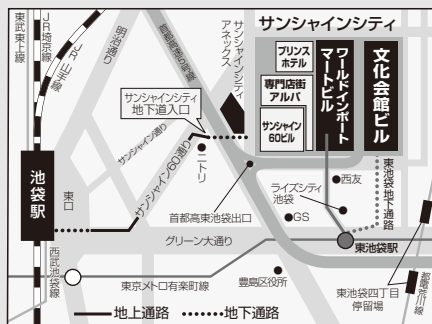 東武東上線
JR埼京線
JR山手線
明治通り
首都高速5号線
サンシャインシティ
アネックス
サンシャインシティ
プリンス
ホテル
専門店街
アルパ
サンシャイン
60ビル
ワールドインポート
マートビル
文化会館ビル
サンシャインシティ
地下道入口
サンシャイン通り
サンシャイン60通り
ニトリ
東池袋地下通路
池袋駅
東口
首都高東池袋出口
ライズシティ
池袋
西友
GS
グリーン大通り
東池袋駅
西武池袋線
東京メトロ有楽町線
豊島区役所
東池袋四丁目
停留場
都電荒川線
地上通路
地下通路